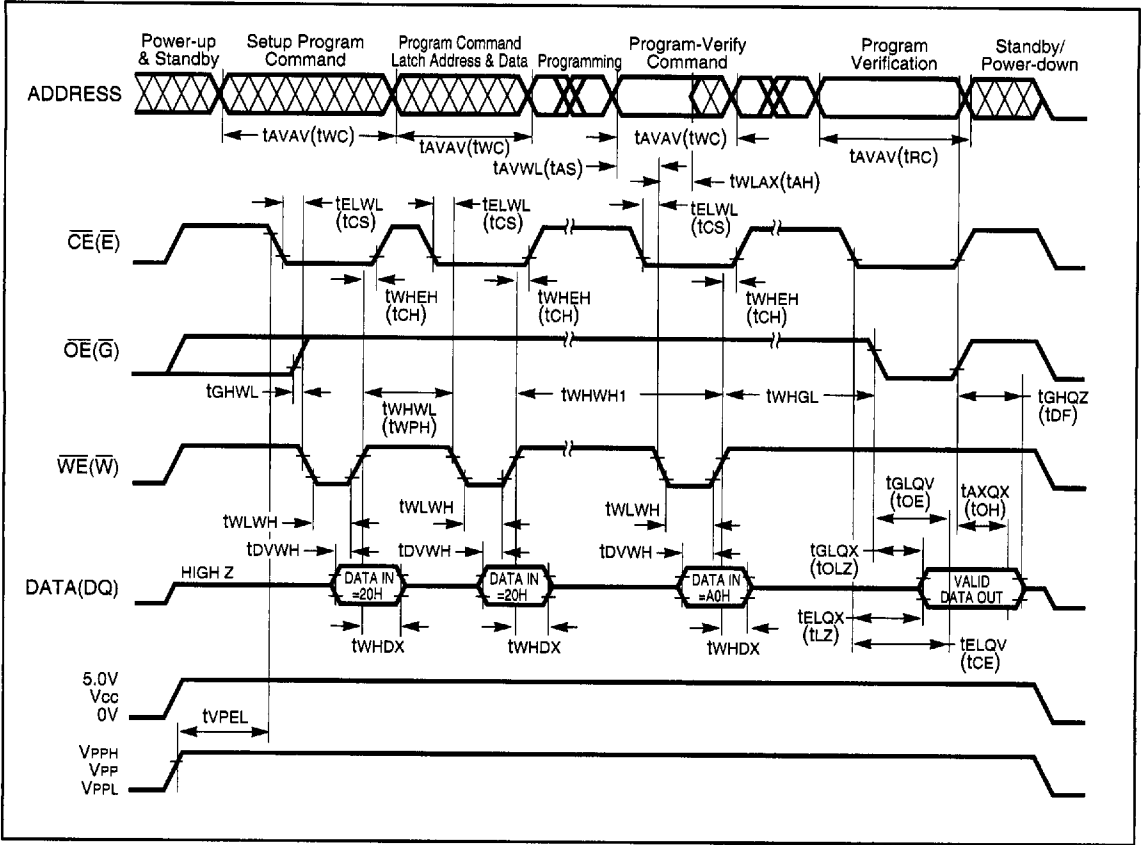 Power-up
& Standby
Setup Program
Command
Program Command
Latch Address & Data
Programming
Program-Verify
Command
Program
Verification
Standby/
Power-down
ADDRESS
tAVAV(tWC)
tAVAV(tWC)
tAVAV(tWC)
tAVAV(tRC)
tAVWL(tAS)
tWLAX(tAH)
tELWL
(tCS)
tELWL
(tCS)
tELWL
(tCS)
CE(E)
tWHEH
(tCH)
tWHEH
(tCH)
tWHEH
(tCH)
OE(G)
tGHWL
tWHWL
(tWPH)
tWHWH1
tWHGL
tGHQZ
(tDF)
WE(W)
tWLWH
tWLWH
tWLWH
tGLQV
(tOE)
tAXQX
(tOH)
tDVWH
tDVWH
tDVWH
tGLQX
(tOLZ)
HIGH Z
DATA(DQ)
DATA IN
=20H
DATA IN
=20H
DATA IN
=A0H
VALID
DATA OUT
tWHDX
tWHDX
tWHDX
tELQX
(tLZ)
tELQV
(tCE)
5.0V
Vcc
0V
tVPEL
VPPH
VPP
VPPL